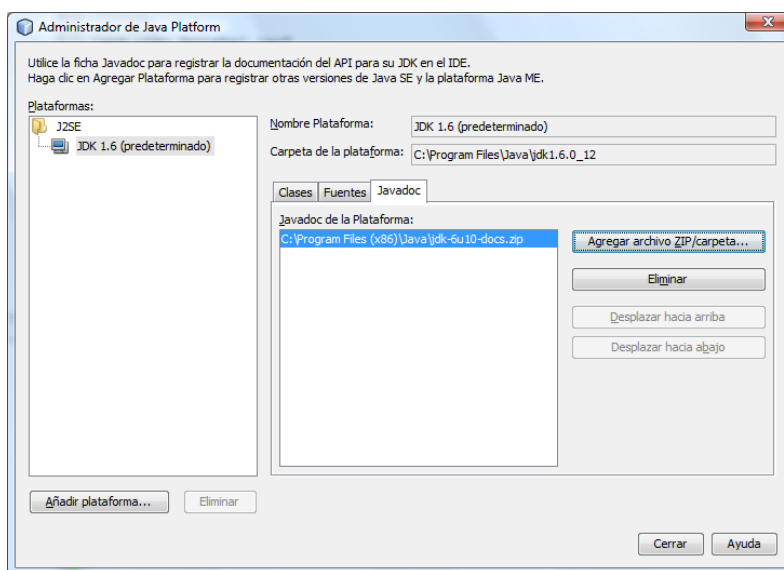 Administrador de Java Platform
Utilice la ficha Javadoc para registrar la documentación del API para su JDK en el IDE.
Haga clic en Agregar Plataforma para registrar otras versiones de Java SE y la plataforma Java ME.
Plataformas:
J2SE
JDK 1.6 (predeterminado)
Nombre Plataforma:
JDK 1.6 (predeterminado)
Carpeta de la plataforma:
C:\Program Files\Java\jdk1.6.0_12
Clases
Fuentes
Javadoc
Javadoc de la Plataforma:
C:\Program Files (x86)\Java\jdk-6u10-docs.zip
Agregar archivo ZIP/carpeta...
Eliminar
Desplazar hacia arriba
Desplazar hacia abajo
Añadir plataforma...
Eliminar
Cerrar
Ayuda